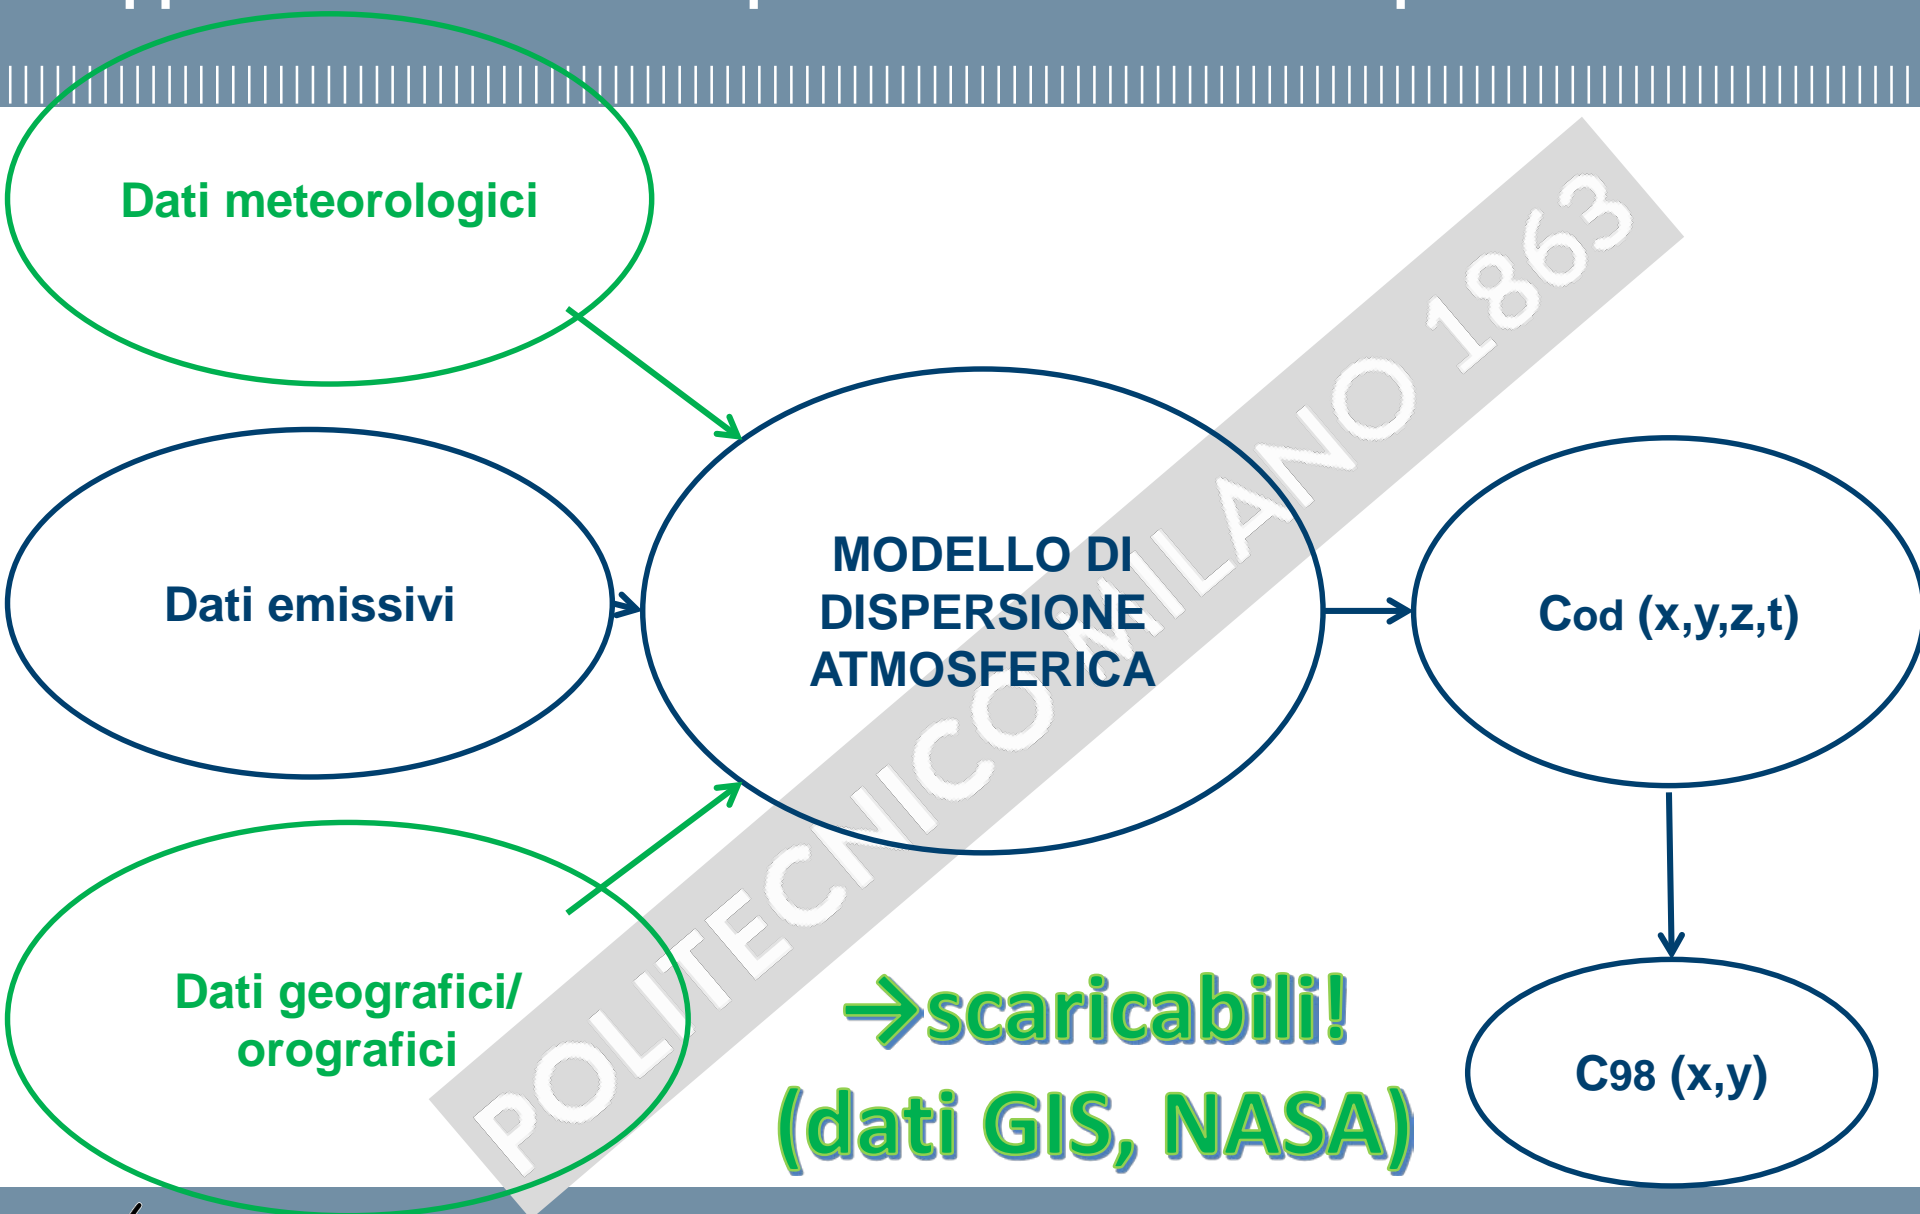 Dati meteorologici
Dati emissivi
Dati geografici/
orografici
MODELLO DI
DISPERSIONE
ATMOSFERICA
Cod (x,y,z,t)
C98 (x,y)
→scaricabili!
(dati GIS, NASA)
POLITECNICO MILANO 1863